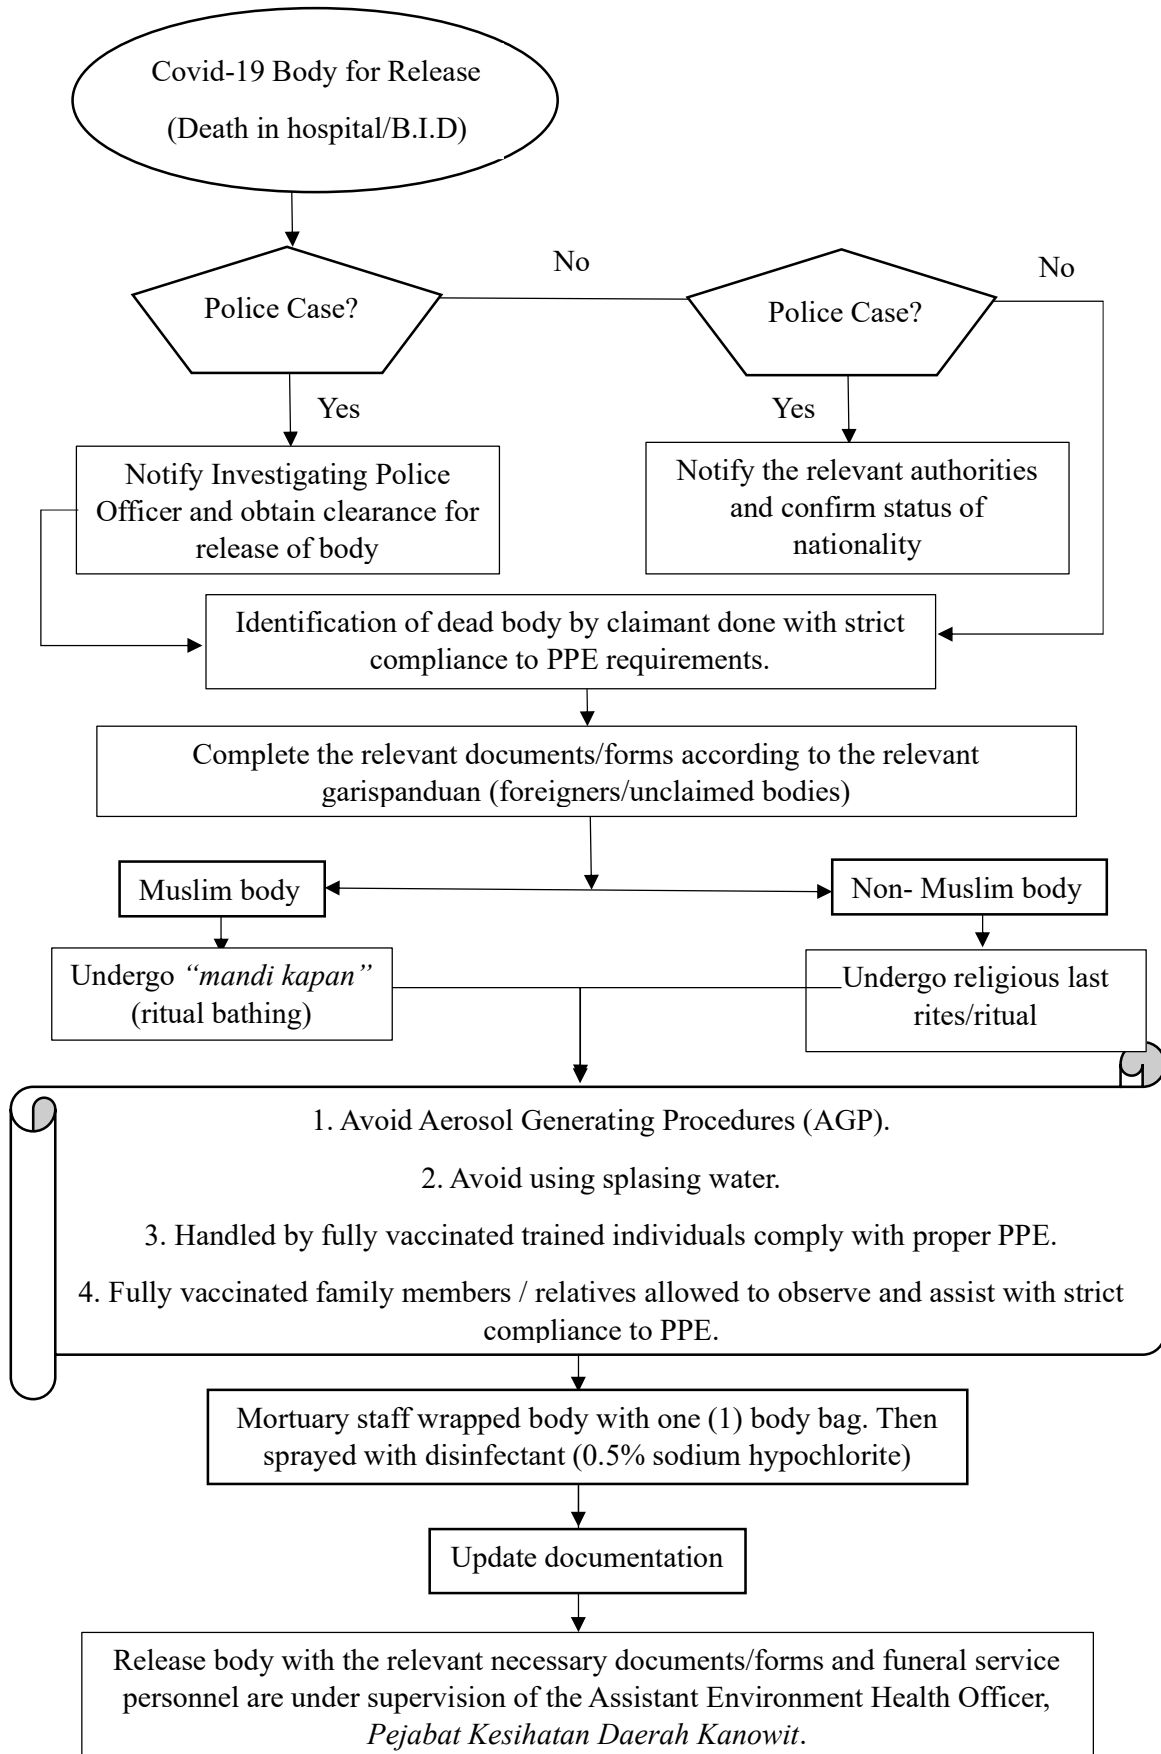 Covid-19 Body for Release
(Death in hospital/B.I.D)
No
No
Police Case?
Police Case?
Yes
Yes
Notify Investigating Police
Officer and obtain clearance for
release of body
Notify the relevant authorities
and confirm status of
nationality
Identification of dead body by claimant done with strict
compliance to PPE requirements.
Complete the relevant documents/forms according to the relevant
garispanduan (foreigners/unclaimed bodies)
Muslim body
Non- Muslim body
Undergo “mandi kapan”
(ritual bathing)
Undergo religious last
rites/ritual
1. Avoid Aerosol Generating Procedures (AGP).
2. Avoid using splasing water.
3. Handled by fully vaccinated trained individuals comply with proper PPE.
4. Fully vaccinated family members / relatives allowed to observe and assist with strict
compliance to PPE.
Mortuary staff wrapped body with one (1) body bag. Then
sprayed with disinfectant (0.5% sodium hypochlorite)
Update documentation
Release body with the relevant necessary documents/forms and funeral service
personnel are under supervision of the Assistant Environment Health Officer,
Pejabat Kesihatan Daerah Kanowit.